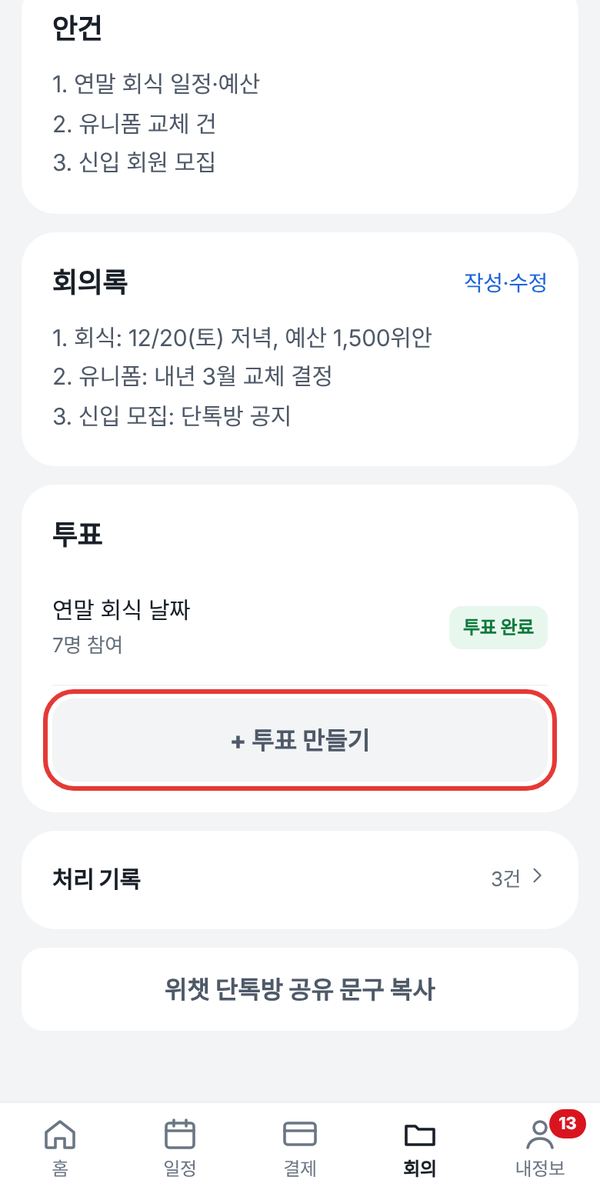 안건
1. 연말 회식 일정·예산
2. 유니폼 교체 건
3. 신입 회원 모집
회의록
작성·수정
1. 회식: 12/20(토) 저녁, 예산 1,500위안
2. 유니폼: 내년 3월 교체 결정
3. 신입 모집: 단톡방 공지
투표
연말 회식 날짜
7명 참여
투표 완료
+ 투표 만들기
처리 기록
3건
위챗 단톡방 공유 문구 복사
13
홈
일정
결제
회의
내정보